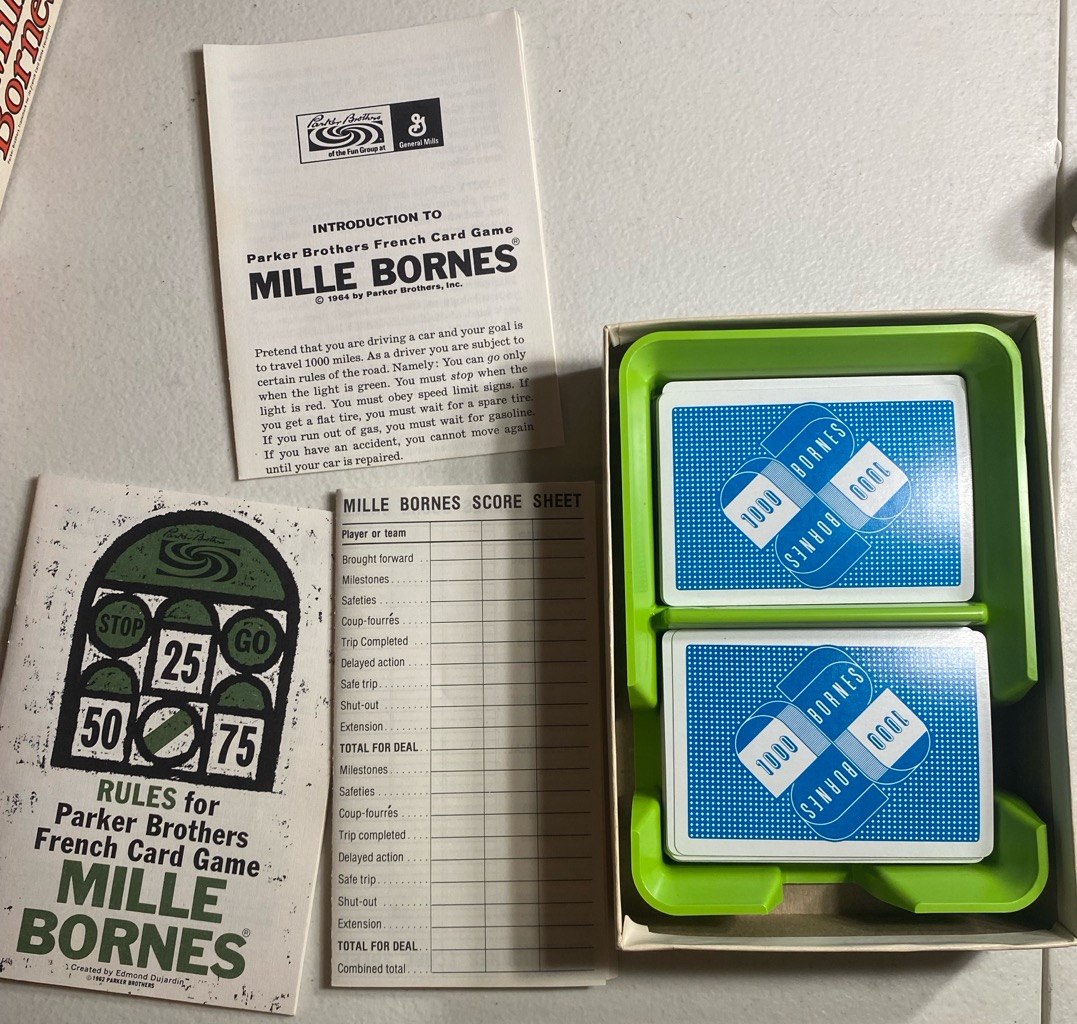 Borne
Parker Brothers
of the Fun Group at
General Mills
INTRODUCTION TO
Parker Brothers French Card Game
MILLE BORNES®
© 1964 by Parker Brothers, Inc.
Pretend that you are driving a car and your goal is
to travel 1000 miles. As a driver you are subject to
certain rules of the road. Namely: You can go only
when the light is green. You must stop when the
light is red. You must obey speed limit signs. If
you get a flat tire, you must wait for a spare tire.
If you run out of gas, you must wait for gasoline.
If you have an accident, you cannot move again
until your car is repaired.
Parker Brothers
STOP
GO
25
50
75
RULES for
Parker Brothers
French Card Game
MILLE
BORNES®
Created by Edmond Dujardin
© 1962 PARKER BROTHERS
MILLE BORNES SCORE SHEET
Player or team
Brought forward
Milestones......
Safeties........
Coup-fourrés
Trip Completed
Delayed action....
Safe trip........
Shut-out........
Extension.......
TOTAL FOR DEAL..
Milestones......
Safeties........
Coup-fourrés......
Trip completed....
Delayed action....
Safe trip........
Shut-out........
Extension.......
TOTAL FOR DEAL..
Combined total....
1000
BORNES
1000
BORNES
1000
BORNES
1000
BORNES